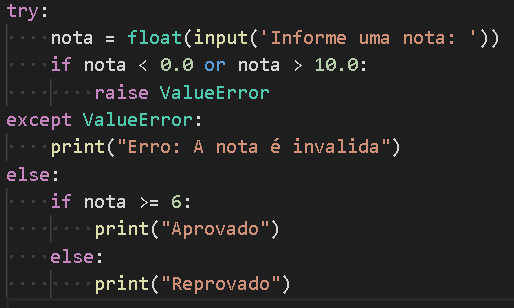 try:
    nota = float(input('Informe uma nota: '))
    if nota < 0.0 or nota > 10.0:
        raise ValueError
except ValueError:
    print("Erro: A nota é invalida")
else:
    if nota >= 6:
        print("Aprovado")
    else:
        print("Reprovado")